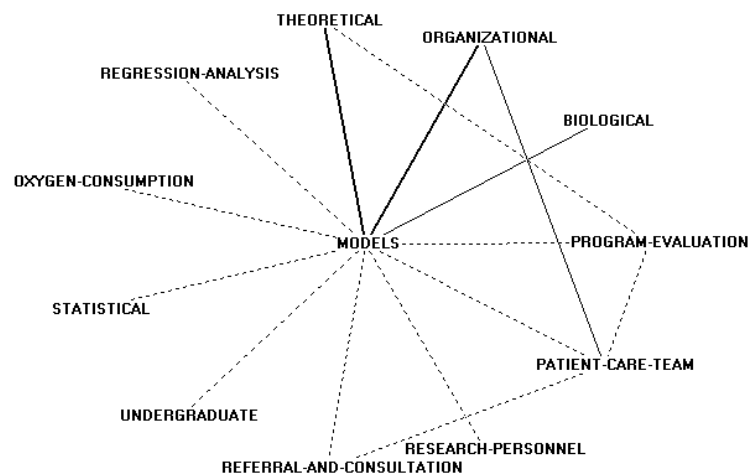 THEORETICAL
ORGANIZATIONAL
REGRESSION-ANALYSIS
BIOLOGICAL
OXYGEN-CONSUMPTION
MODELS
PROGRAM-EVALUATION
STATISTICAL
PATIENT-CARE-TEAM
UNDERGRADUATE
RESEARCH-PERSONNEL
REFERRAL-AND-CONSULTATION